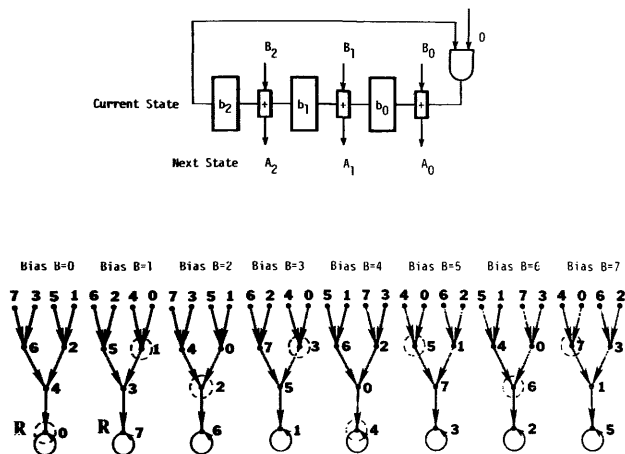 0
B2 B1 B0
Current State b2 + b1 + b0 +
Next State A2 A1 A0
Bias B=0 Bias B=1 Bias B=2 Bias B=3 Bias B=4 Bias B=5 Bias B=6 Bias B=7
7 3 5 1 6 2 4 0 7 3 5 1 6 2 4 0 5 1 7 3 4 0 6 2 5 1 7 3 4 0 6 2
6 2 5 1 4 0 7 3 6 2 5 1 4 0 7 3
4 3 2 5 0 7 6 1
R 0 R 7 6 1 4 3 2 5